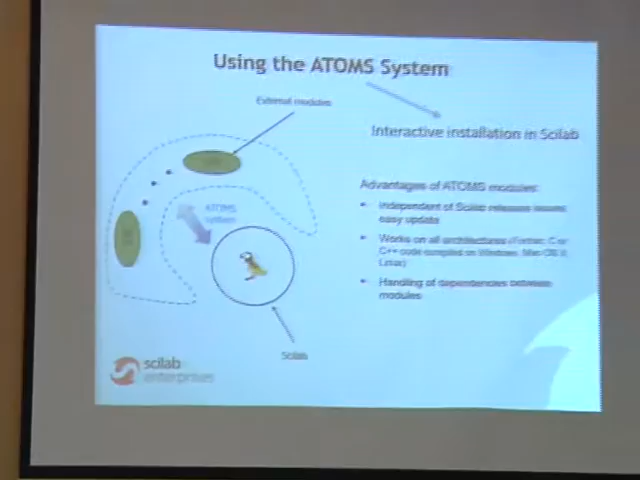 Using the ATOMS System
External modules
Interactive installation in Scilab
Advantages of ATOMS modules:
Independent of Scilab releases
easy update
ATOMS
system
Works on all architectures (Fortran, C or
C++ code compiled on Windows, Mac OS X,
Linux)
Handling of dependencies between
modules
Scilab
scilab
enterprises